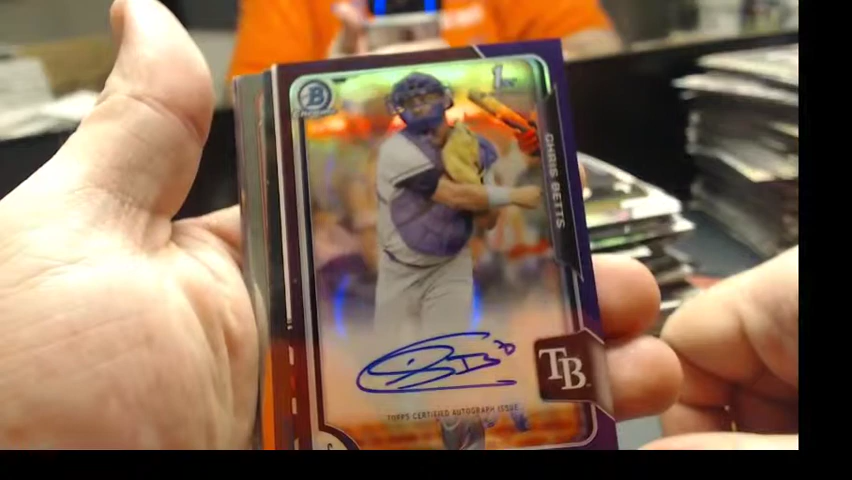 B
1ST
CHRIS BETTS
TB
TOPPS CERTIFIED AUTOGRAPH ISSUE